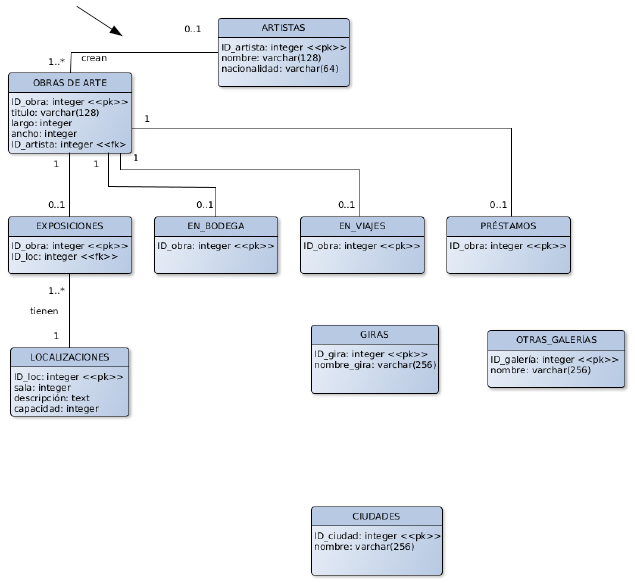 ARTISTAS
ID_artista: integer <<pk>>
nombre: varchar(128)
nacionalidad: varchar(64)
0..1
crean
1..*
OBRAS DE ARTE
ID_obra: integer <<pk>>
titulo: varchar(128)
largo: integer
ancho: integer
ID_artista: integer <<fk>
1
1
1
1
0..1
0..1
0..1
0..1
EXPOSICIONES
ID_obra: integer <<pk>>
ID_loc: integer <<fk>>
EN_BODEGA
ID_obra: integer <<pk>>
EN_VIAJES
ID_obra: integer <<pk>>
PRÉSTAMOS
ID_obra: integer <<pk>>
1..*
tienen
1
LOCALIZACIONES
ID_loc: integer <<pk>>
sala: integer
descripción: text
capacidad: integer
GIRAS
ID_gira: integer <<pk>>
nombre_gira: varchar(256)
OTRAS_GALERÍAS
ID_galería: integer <<pk>>
nombre: varchar(256)
CIUDADES
ID_ciudad: integer <<pk>>
nombre: varchar(256)